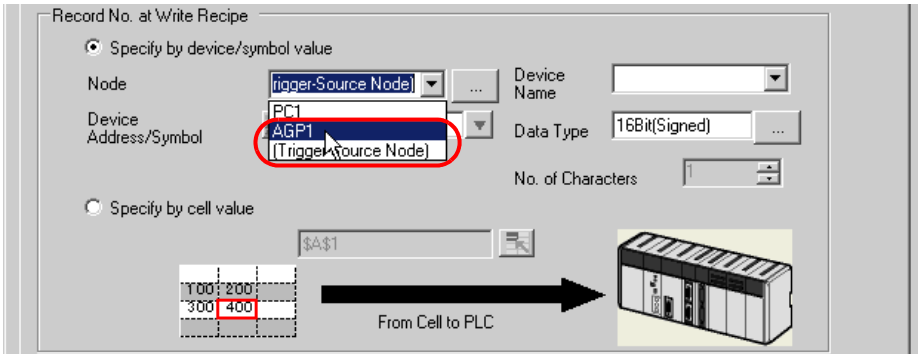 Record No. at Write Recipe
Specify by device/symbol value
Node
rigger-Source Node)
...
Device
Name
PC1
AGP1
(Trigger-Source Node)
Device
Address/Symbol
Data Type
16Bit(Signed)
...
No. of Characters
1
Specify by cell value
$A$1
100 200
300 400
From Cell to PLC